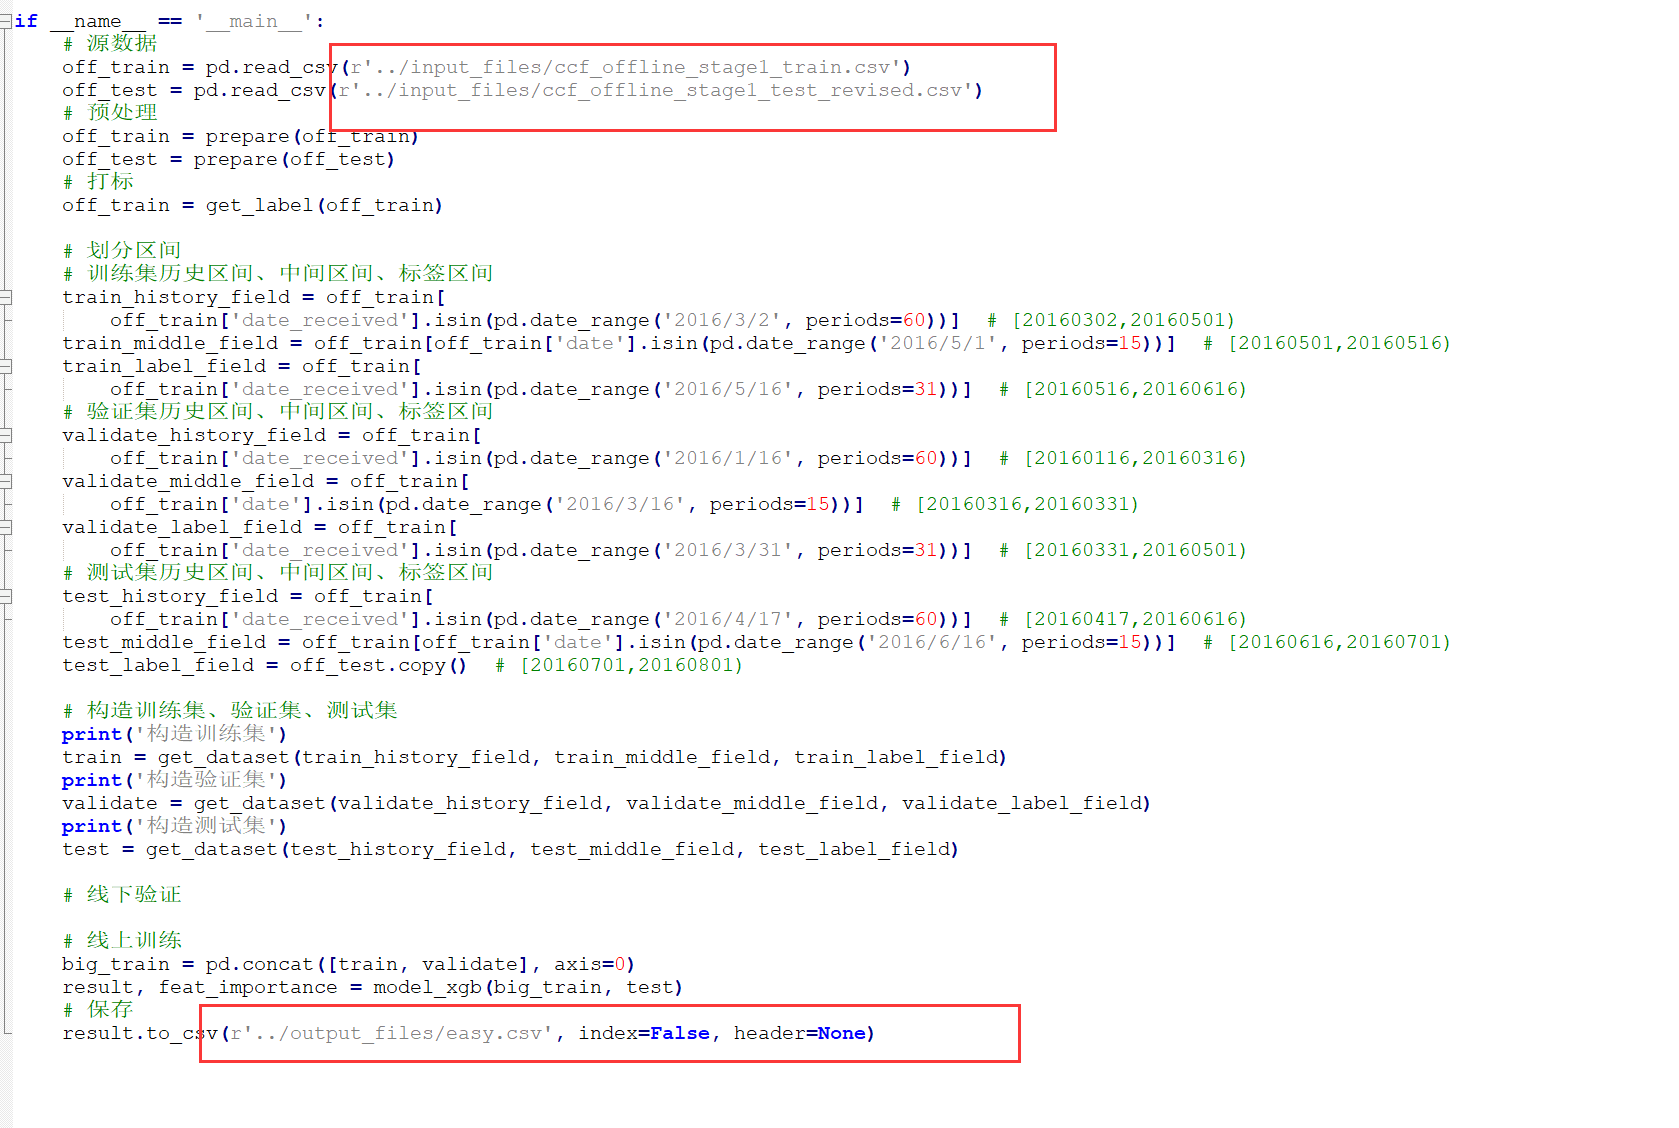 if __name__ == '__main__':
    # 源数据
    off_train = pd.read_csv(r'../input_files/ccf_offline_stage1_train.csv')
    off_test = pd.read_csv(r'../input_files/ccf_offline_stage1_test_revised.csv')
    # 预处理
    off_train = prepare(off_train)
    off_test = prepare(off_test)
    # 打标
    off_train = get_label(off_train)

    # 划分区间
    # 训练集历史区间、中间区间、标签区间
    train_history_field = off_train[
        off_train['date_received'].isin(pd.date_range('2016/3/2', periods=60))]  # [20160302,20160501)
    train_middle_field = off_train[off_train['date'].isin(pd.date_range('2016/5/1', periods=15))]  # [20160501,20160516)
    train_label_field = off_train[
        off_train['date_received'].isin(pd.date_range('2016/5/16', periods=31))]  # [20160516,20160616)
    # 验证集历史区间、中间区间、标签区间
    validate_history_field = off_train[
        off_train['date_received'].isin(pd.date_range('2016/1/16', periods=60))]  # [20160116,20160316)
    validate_middle_field = off_train[
        off_train['date'].isin(pd.date_range('2016/3/16', periods=15))]  # [20160316,20160331)
    validate_label_field = off_train[
        off_train['date_received'].isin(pd.date_range('2016/3/31', periods=31))]  # [20160331,20160501)
    # 测试集历史区间、中间区间、标签区间
    test_history_field = off_train[
        off_train['date_received'].isin(pd.date_range('2016/4/17', periods=60))]  # [20160417,20160616)
    test_middle_field = off_train[off_train['date'].isin(pd.date_range('2016/6/16', periods=15))]  # [20160616,20160701)
    test_label_field = off_test.copy()  # [20160701,20160801)

    # 构造训练集、验证集、测试集
    print('构造训练集')
    train = get_dataset(train_history_field, train_middle_field, train_label_field)
    print('构造验证集')
    validate = get_dataset(validate_history_field, validate_middle_field, validate_label_field)
    print('构造测试集')
    test = get_dataset(test_history_field, test_middle_field, test_label_field)

    # 线下验证

    # 线上训练
    big_train = pd.concat([train, validate], axis=0)
    result, feat_importance = model_xgb(big_train, test)
    # 保存
    result.to_csv(r'../output_files/easy.csv', index=False, header=None)